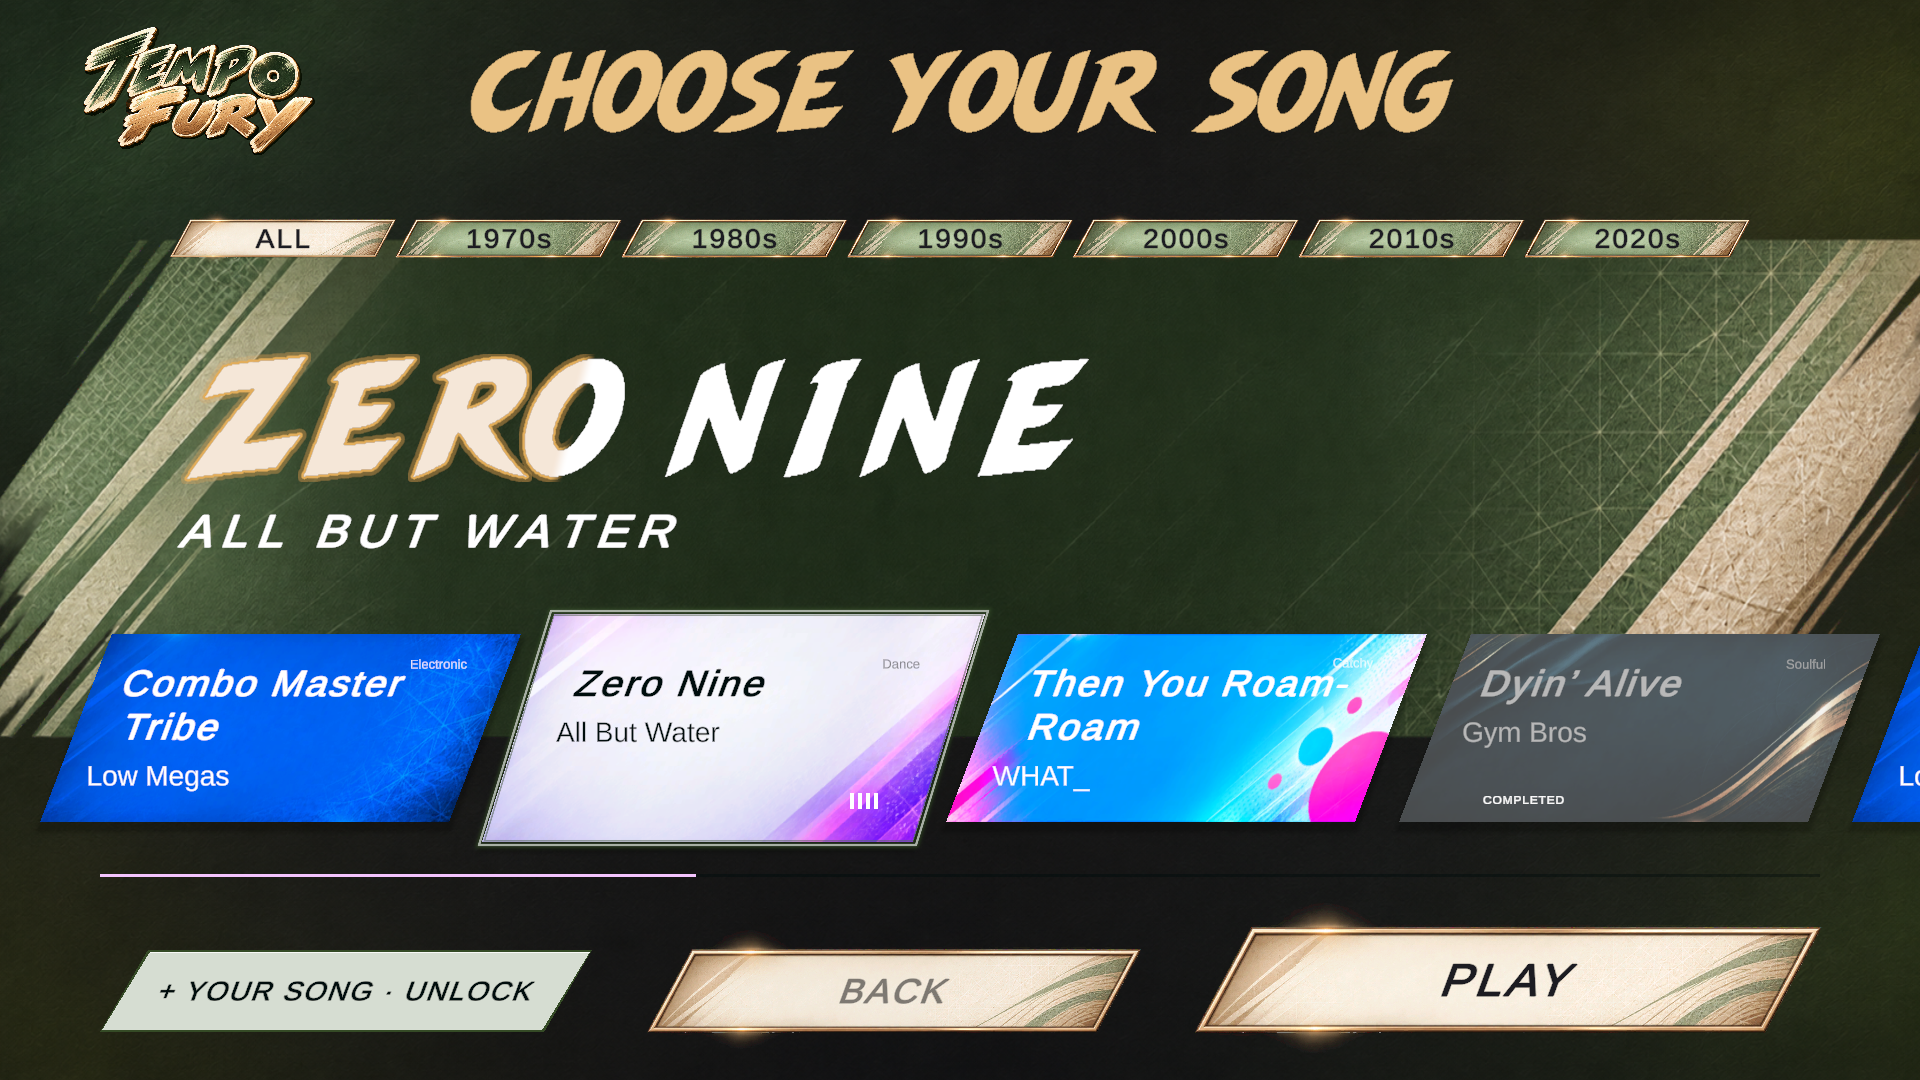 TEMPO
FURY
CHOOSE YOUR SONG
ALL
1970s
1980s
1990s
2000s
2010s
2020s
ZERO NINE
ALL BUT WATER
Electronic
Combo Master
Tribe
Low Megas
Dance
Zero Nine
All But Water
Catchy
Then You Roam-
Roam
WHAT_
Soulful
Dyin’ Alive
Gym Bros
COMPLETED
+ YOUR SONG · UNLOCK
BACK
PLAY